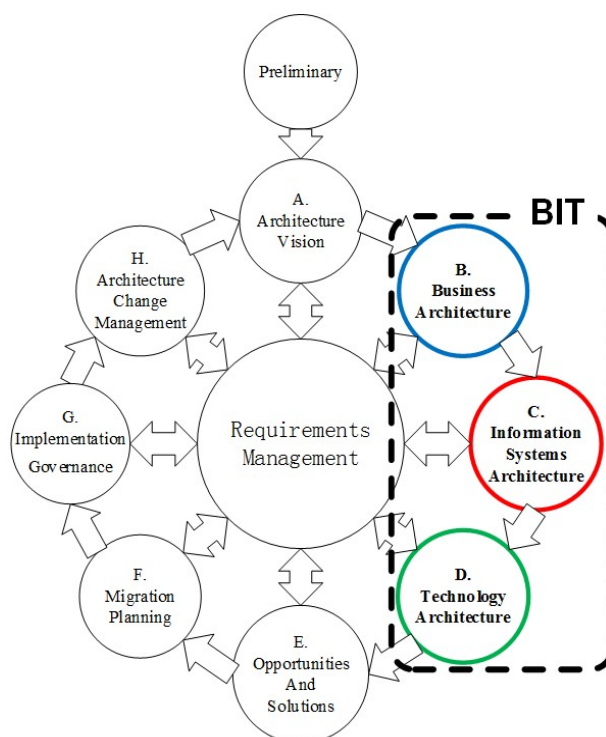 Preliminary
A.
Architecture
Vision
BIT
B.
Business
Architecture
H.
Architecture
Change
Management
Requirements
Management
C.
Information
Systems
Architecture
G.
Implementation
Governance
D.
Technology
Architecture
F.
Migration
Planning
E.
Opportunities
And
Solutions